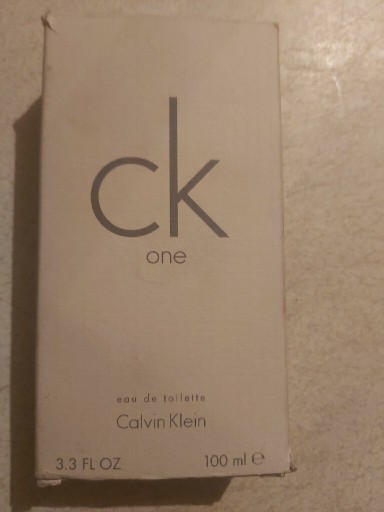 ck
one
eau de toilette
Calvin Klein
3.3 FL OZ 100 ml ℮